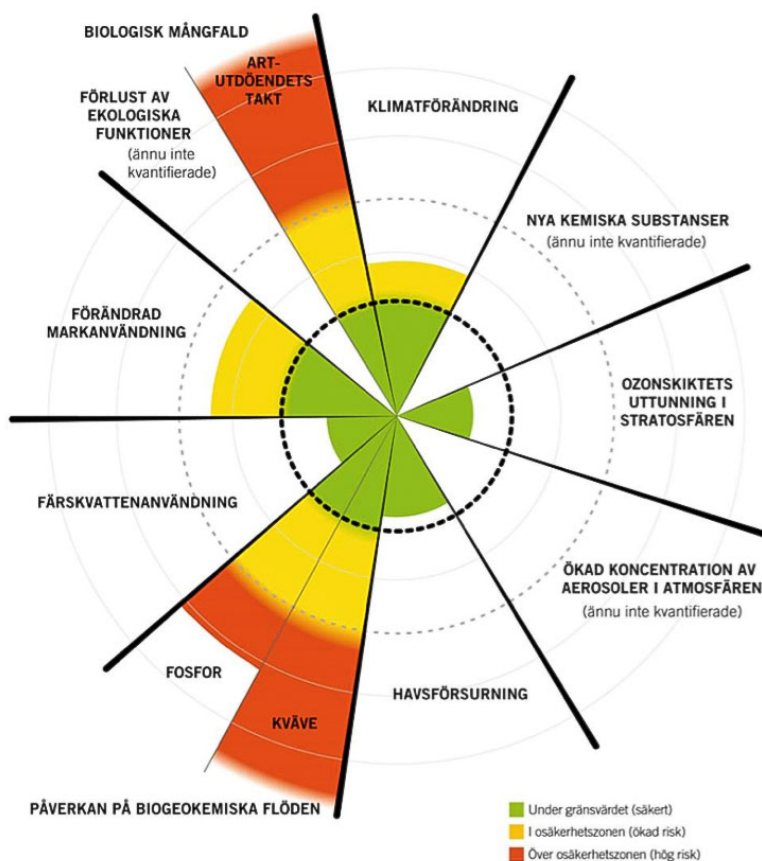 BIOLOGISK MÅNGFALD
ART-
UTDÖENDETS
TAKT
FÖRLUST AV
EKOLOGISKA
FUNKTIONER
(ännu inte
kvantifierade)
KLIMATFÖRÄNDRING
NYA KEMISKA SUBSTANSER
(ännu inte kvantifierade)
FÖRÄNDRAD
MARKANVÄNDNING
OZONSKIKTETS
UTTUNNING I
STRATOSFÄREN
FÄRSKVATTENANVÄNDNING
ÖKAD KONCENTRATION AV
AEROSOLER I ATMOSFÄREN
(ännu inte kvantifierade)
FOSFOR
HAVSFÖRSURNING
KVÄVE
PÅVERKAN PÅ BIOGEOKEMISKA FLÖDEN
Under gränsvärdet (säkert)
I osäkerhetszonen (ökad risk)
Över osäkerhetszonen (hög risk)